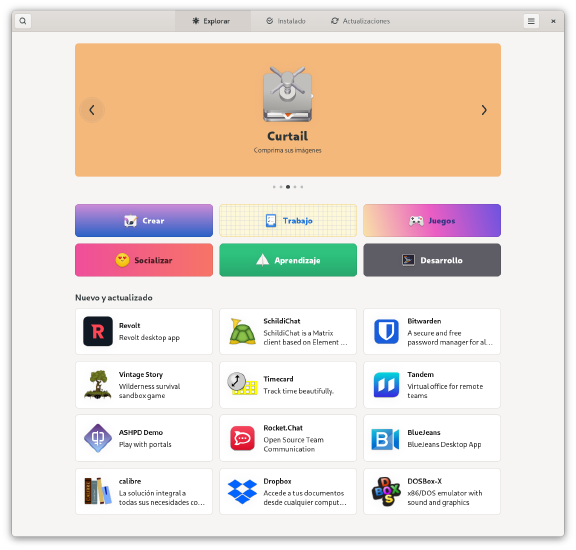 Explorar
Instalado
Actualizaciones
Curtail
Comprima sus imágenes
Crear
Trabajo
Juegos
Socializar
Aprendizaje
Desarrollo
Nuevo y actualizado
R
Revolt
Revolt desktop app
SchildiChat
SchildiChat is a Matrix
client based on Element ...
Bitwarden
A secure and free
password manager for al...
Vintage Story
Wilderness survival
sandbox game
Timecard
Track time beautifully.
Tandem
Virtual office for remote
teams
ASHPD Demo
Play with portals
Rocket.Chat
Open Source Team
Communication
B
BlueJeans
BlueJeans Desktop App
calibre
La solución integral a
todas sus necesidades co...
Dropbox
Accede a tus documentos
desde cualquier comput...
DOS
BOX
DOSBox-X
x86/DOS emulator with
sound and graphics